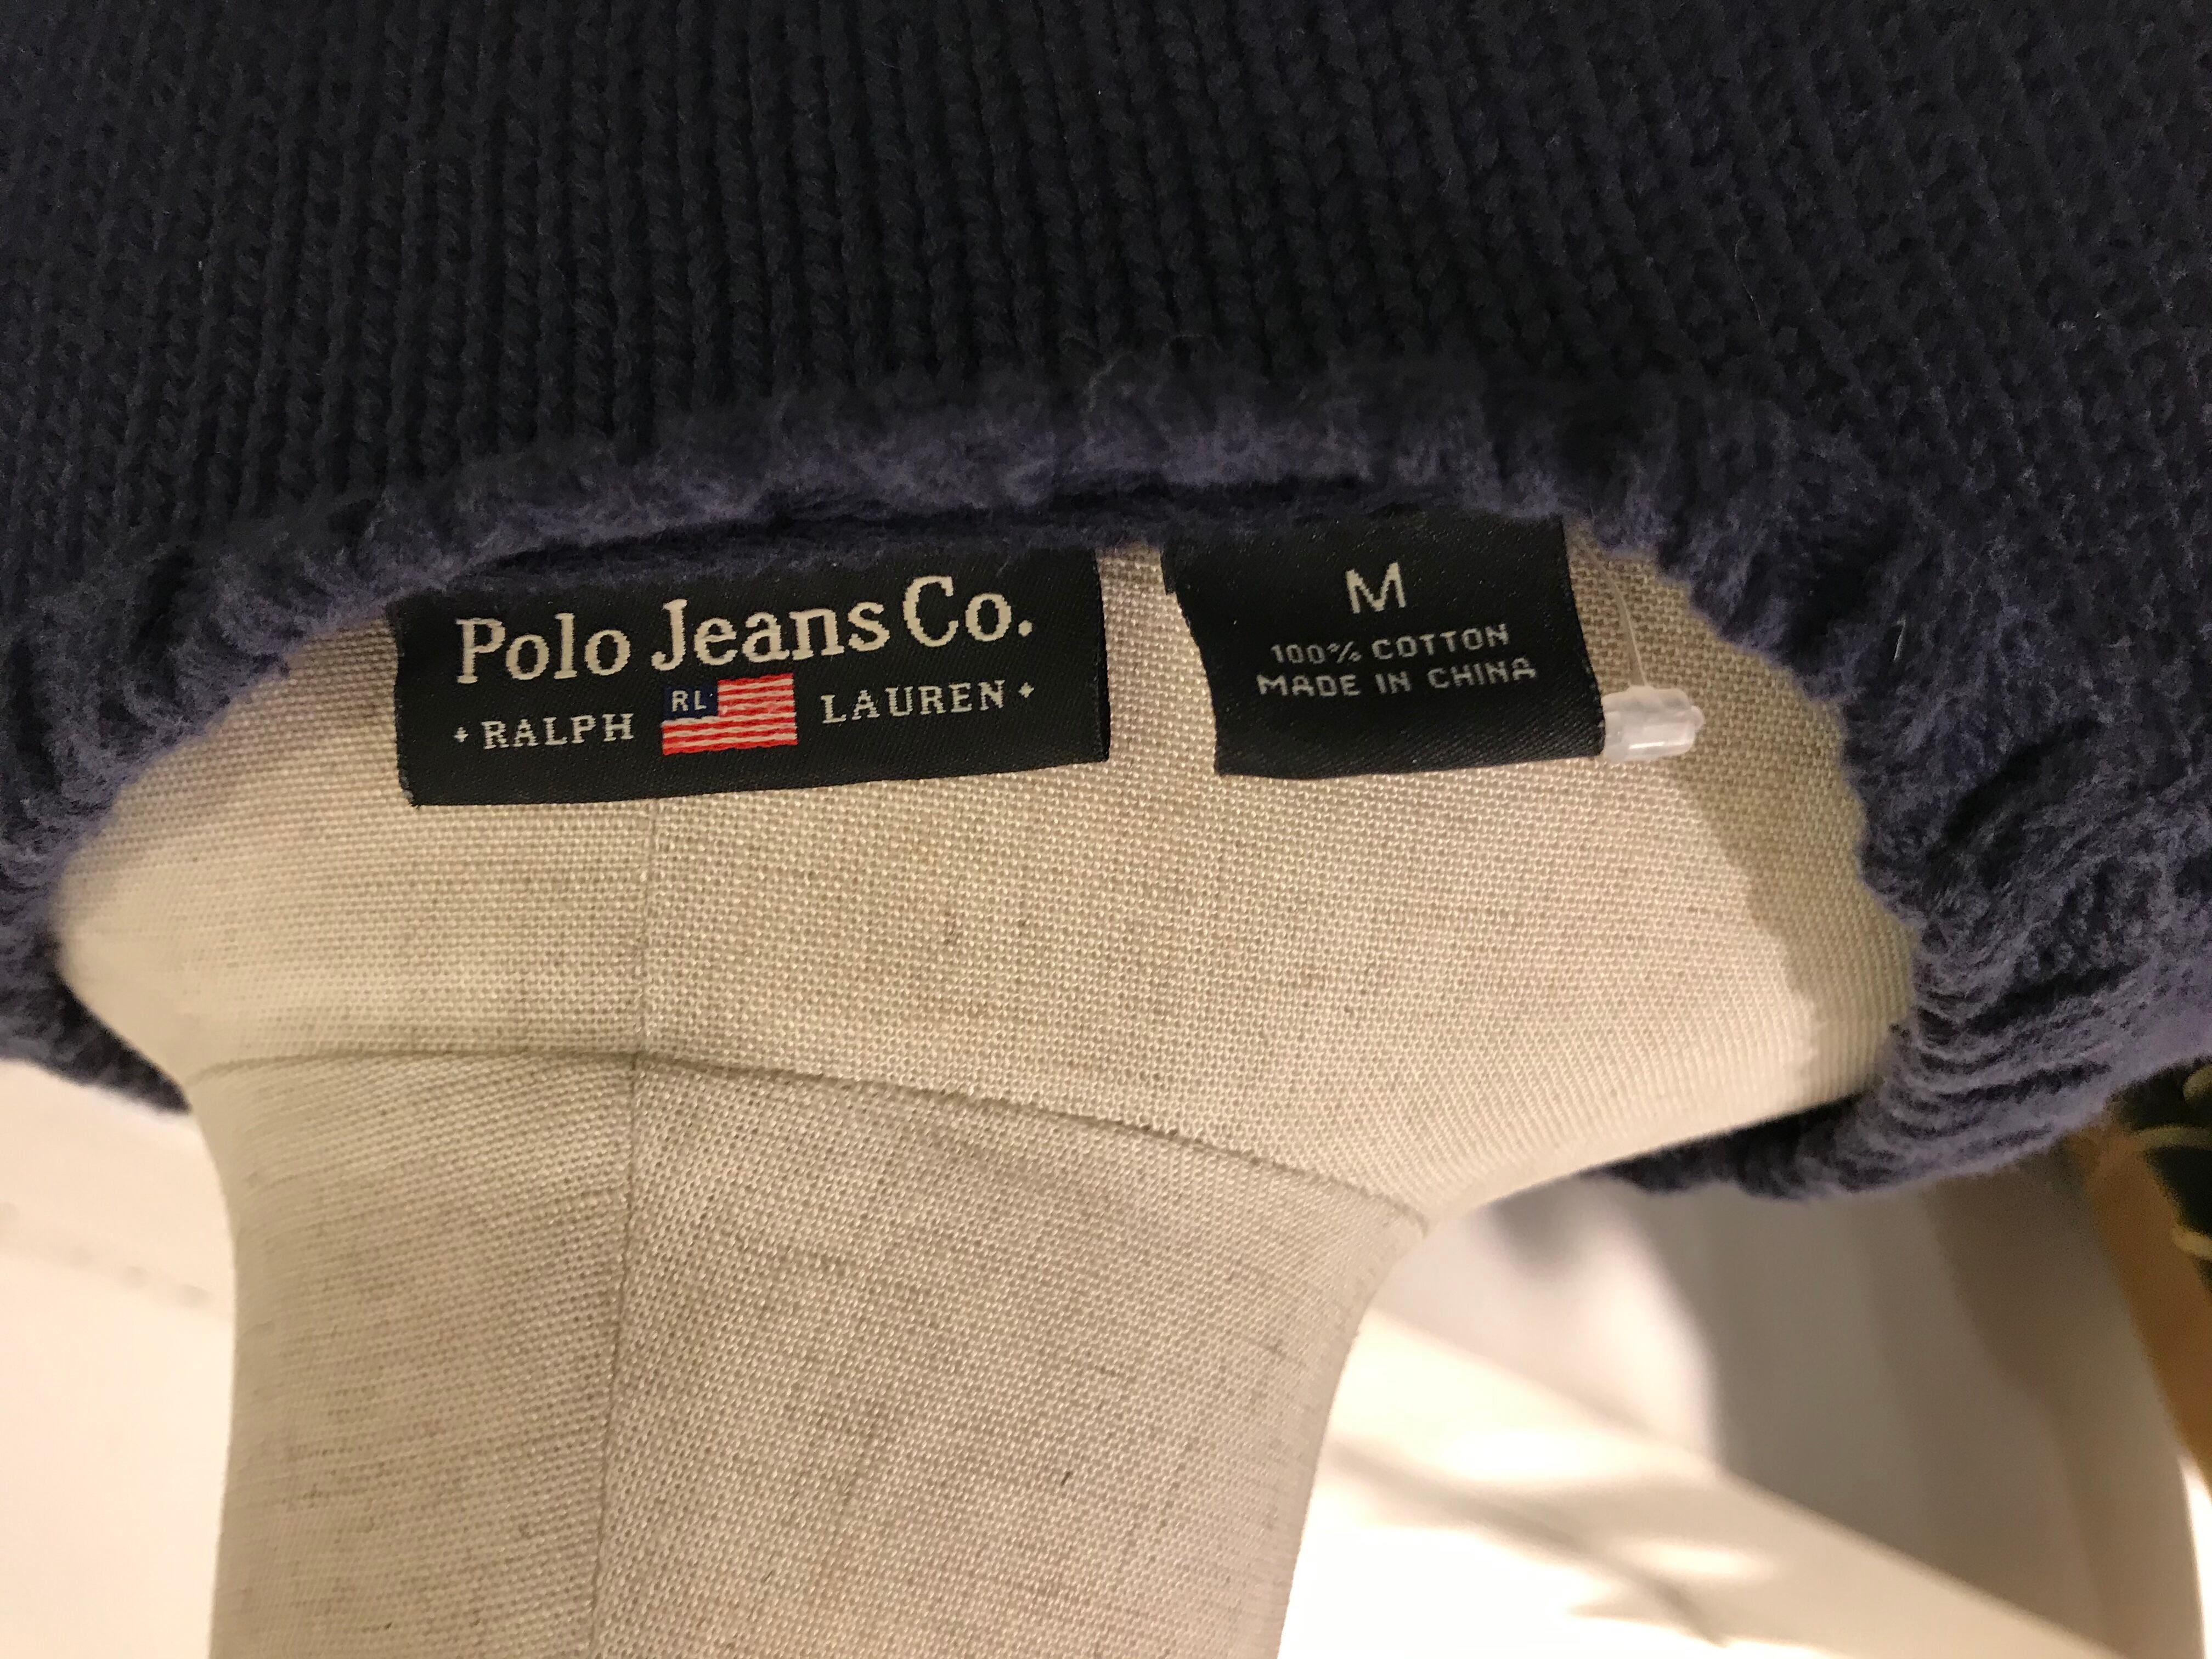 Polo Jeans Co.
RALPH RL LAUREN
M
100% COTTON
MADE IN CHINA